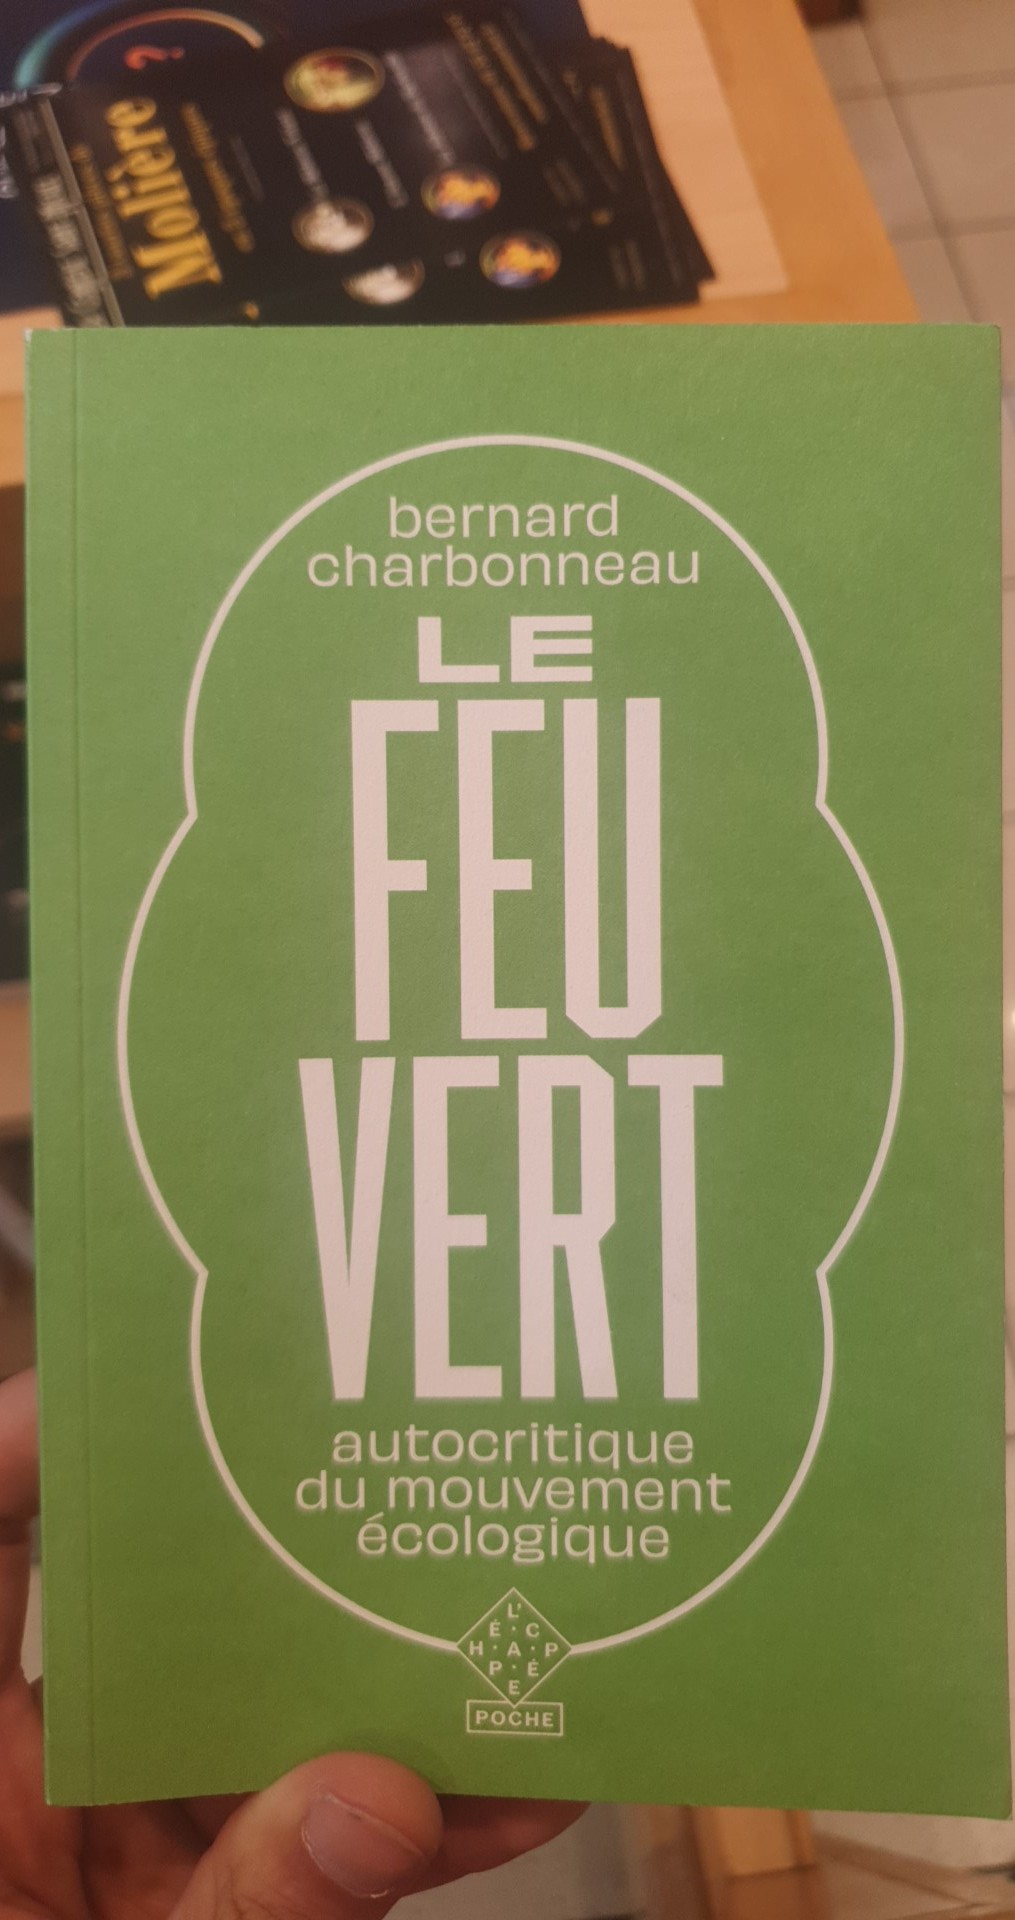 Molière
?
bernard
charbonneau
LE
FEU
VERT
autocritique
du mouvement
écologique
L'
É · C
H · A · P
P · É
E
POCHE